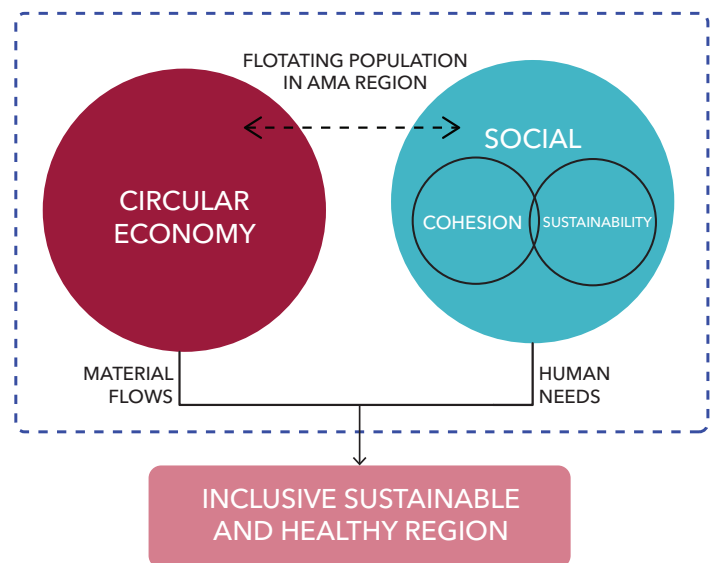 FLOTATING POPULATION
IN AMA REGION
CIRCULAR
ECONOMY
SOCIAL
COHESION
SUSTAINABILITY
MATERIAL
FLOWS
HUMAN
NEEDS
INCLUSIVE SUSTAINABLE
AND HEALTHY REGION